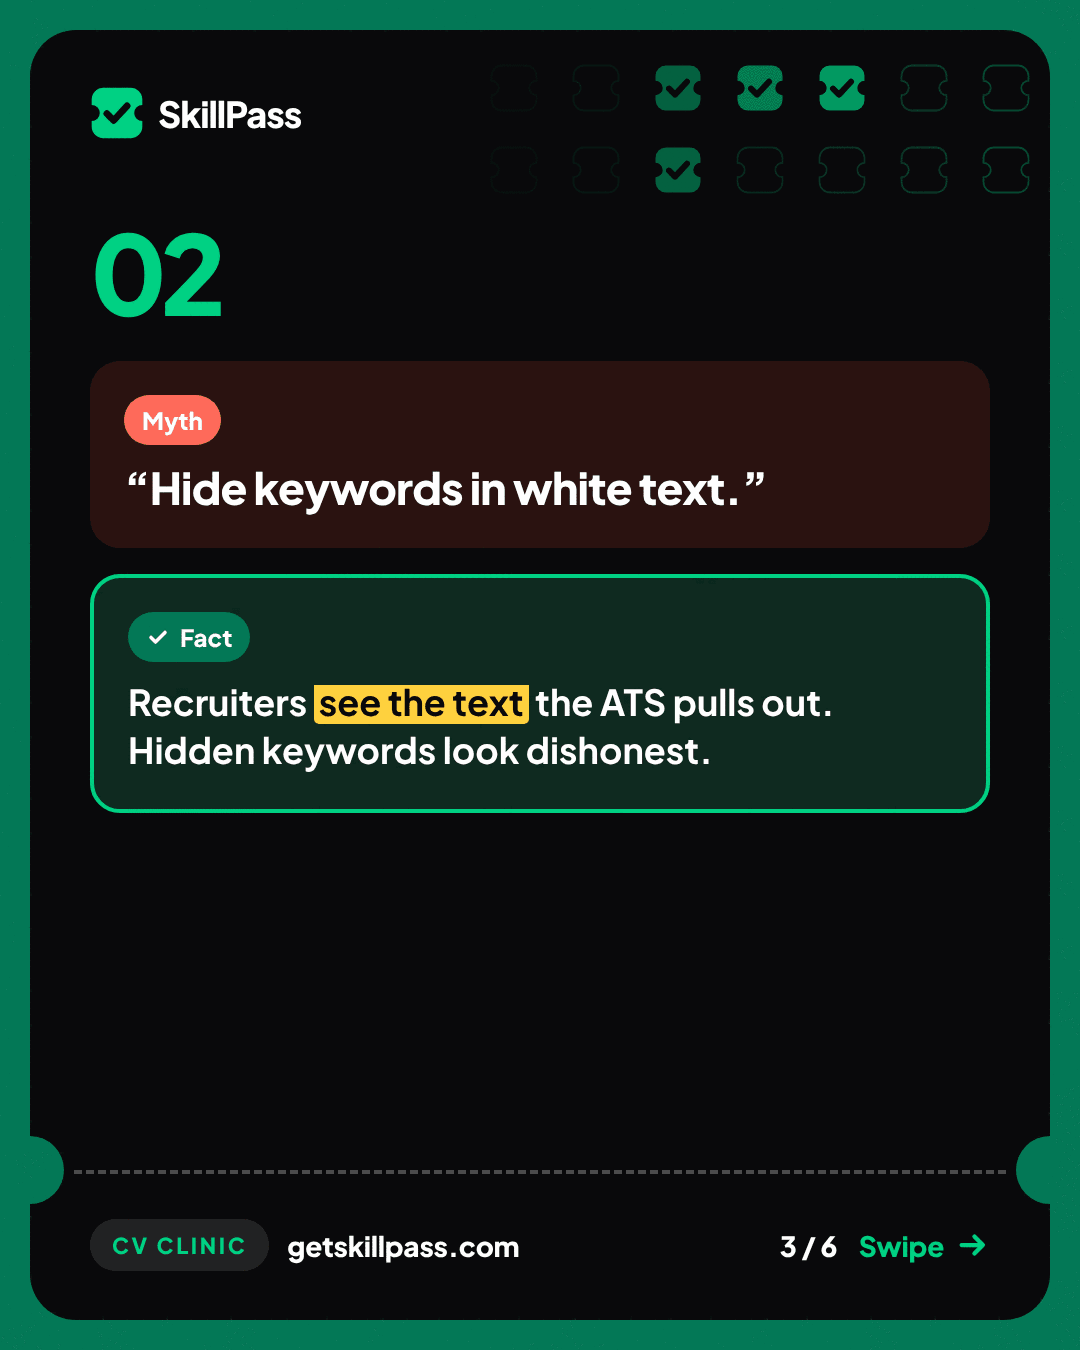 SkillPass
02
Myth
“Hide keywords in white text.”
Fact
Recruiters see the text the ATS pulls out.
Hidden keywords look dishonest.
CV CLINIC getskillpass.com 3/6 Swipe →